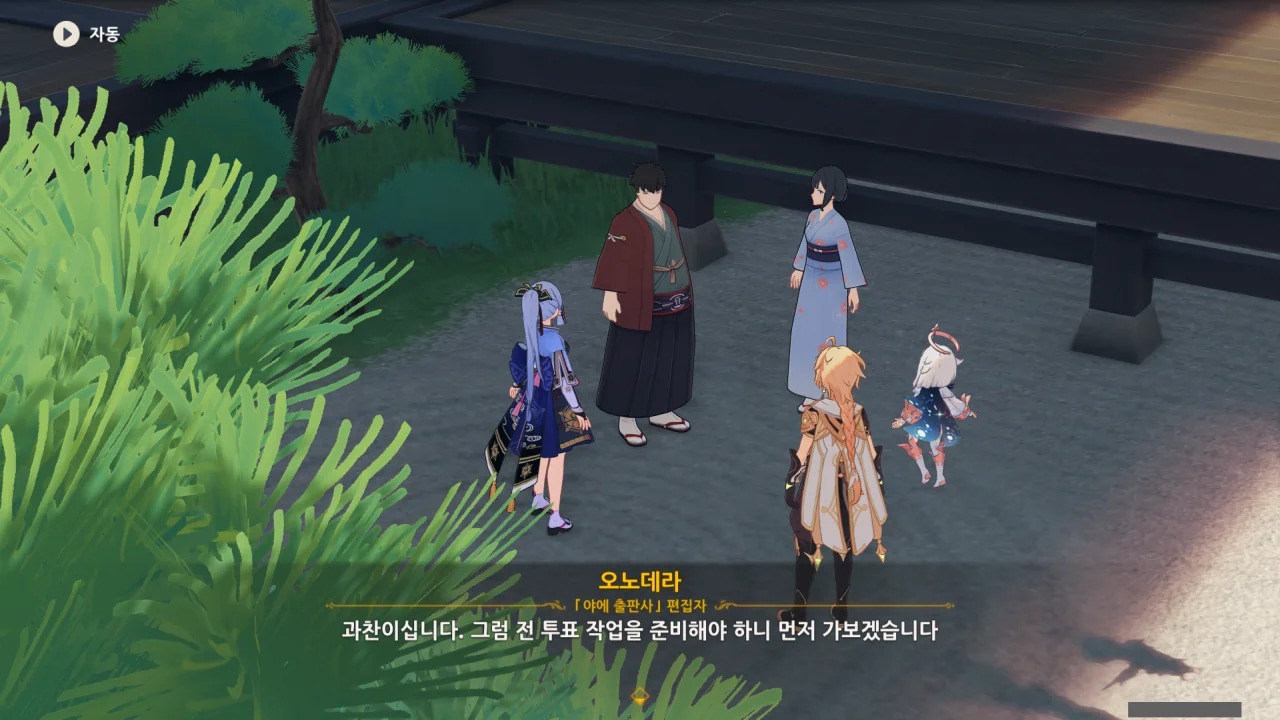 자동
오노데라
「야에 출판사」 편집자
과찬이십니다. 그럼 전 투표 작업을 준비해야 하니 먼저 가보겠습니다